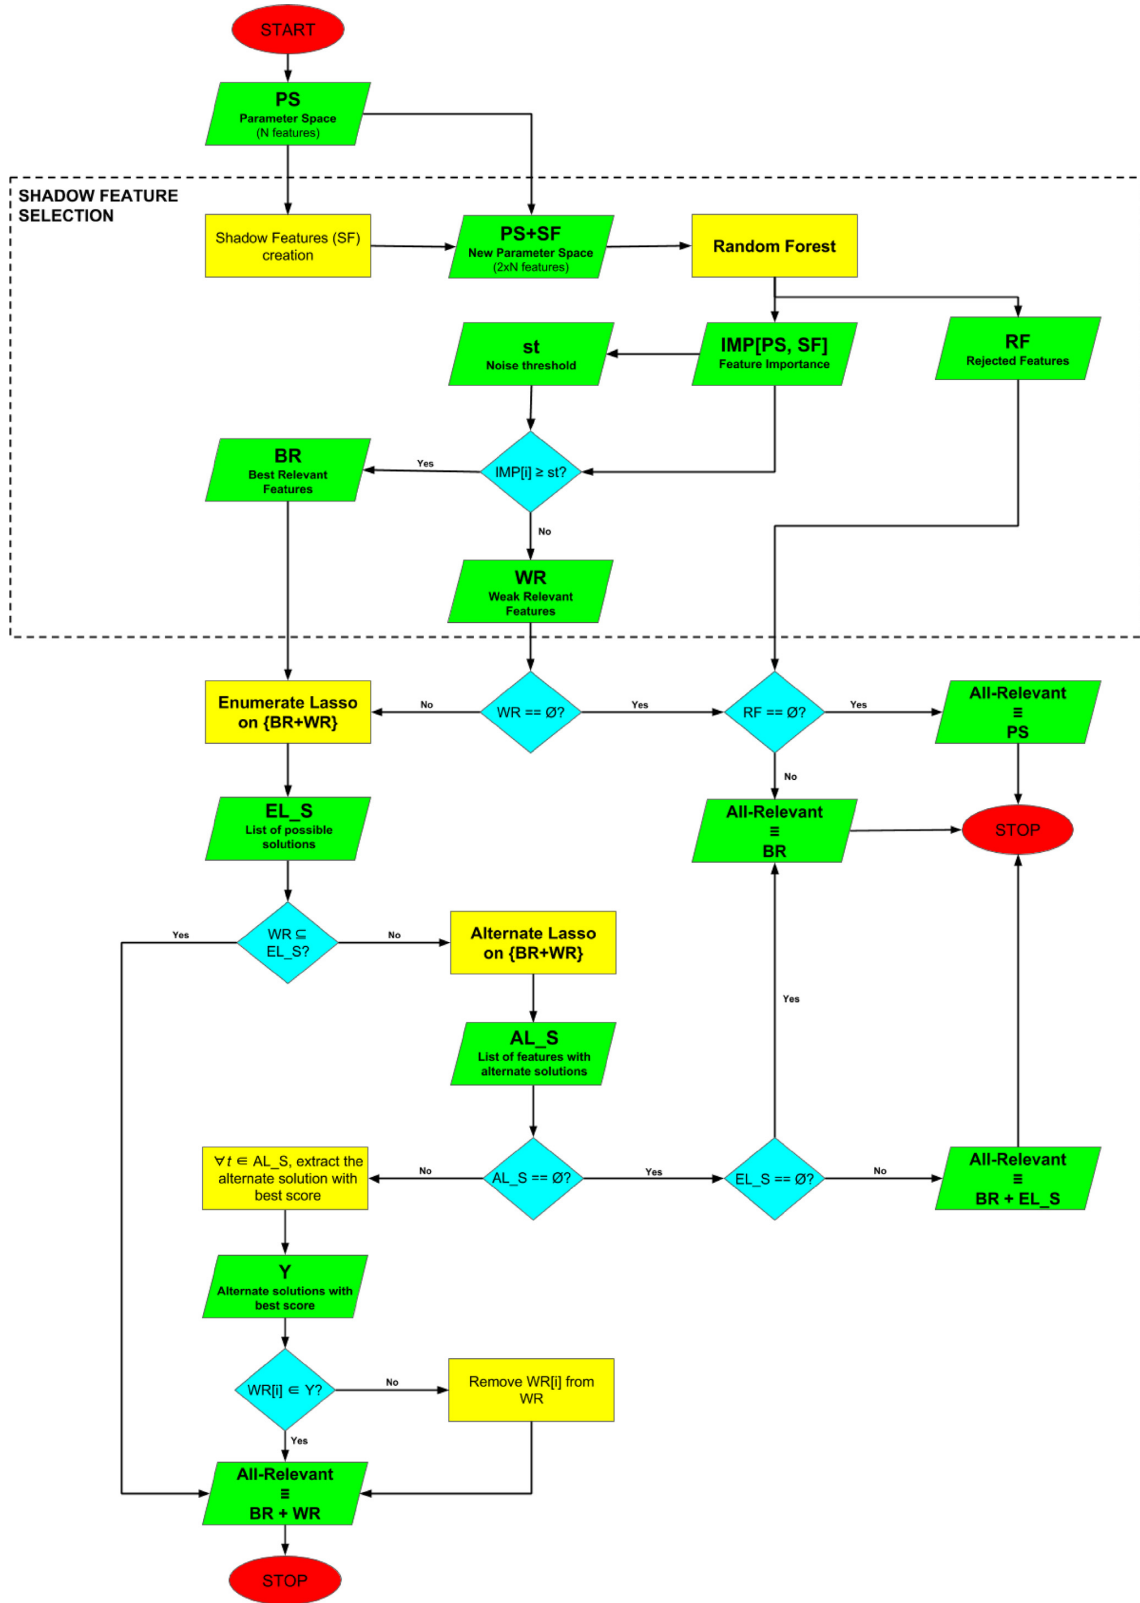 START
PS
Parameter Space
(N features)
SHADOW FEATURE
SELECTION
Shadow Features (SF)
creation
PS+SF
New Parameter Space
(2xN features)
Random Forest
st
Noise threshold
IMP[PS, SF]
Feature Importance
RF
Rejected Features
BR
Best Relevant
Features
Yes
IMP[i] ≥ st?
No
WR
Weak Relevant
Features
Enumerate Lasso
on {BR+WR}
No
WR == Ø?
Yes
RF == Ø?
Yes
All-Relevant
≡
PS
No
EL_S
List of possible
solutions
All-Relevant
≡
BR
STOP
Yes
WR ⊆
EL_S?
No
Alternate Lasso
on {BR+WR}
Yes
AL_S
List of features with
alternate solutions
∀ t ∈ AL_S, extract the
alternate solution with
best score
No
AL_S == Ø?
Yes
EL_S == Ø?
No
All-Relevant
≡
BR + EL_S
Y
Alternate solutions with
best score
WR[i] ∈ Y?
No
Remove WR[i] from
WR
Yes
All-Relevant
≡
BR + WR
STOP